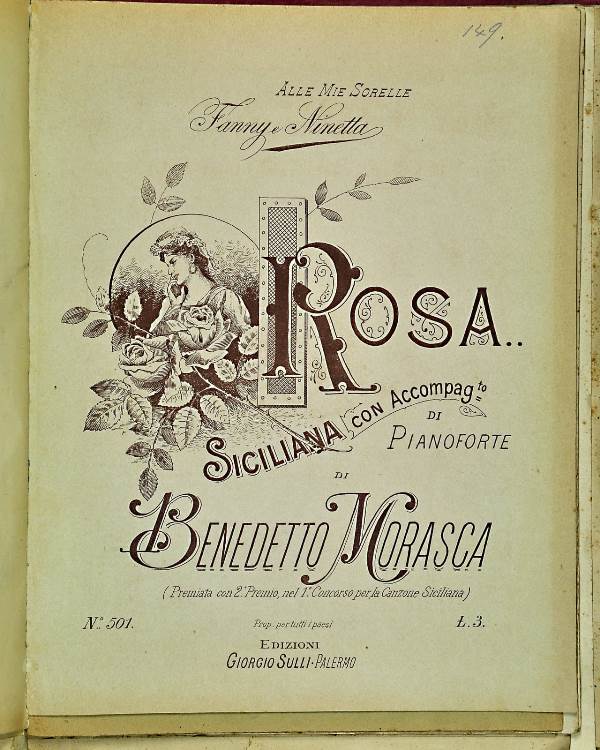 149.
ALLE MIE SORELLE
Fanny e Ninetta
ROSA..
SICILIANA CON ACCOMPAG.to
DI
PIANOFORTE
DI
BENEDETTO MORASCA
(Premiata con 2.o Premio, nel 1.o Concorso per la Canzone Siciliana)
No. 501.
Prop. per tutti i paesi
Ł.3.
EDIZIONI
GIORGIO SULLI-PALERMO